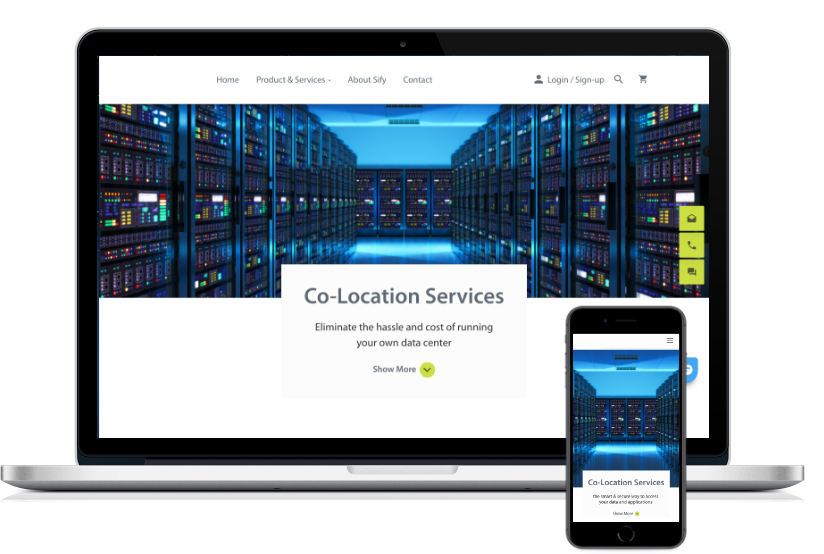 Home Product & Services - About Sify Contact Login / Sign-up
Co-Location Services
Eliminate the hassle and cost of running
your own data center
Show More
Co-Location Services
the smart & secure way to access
your data and applications
Show More